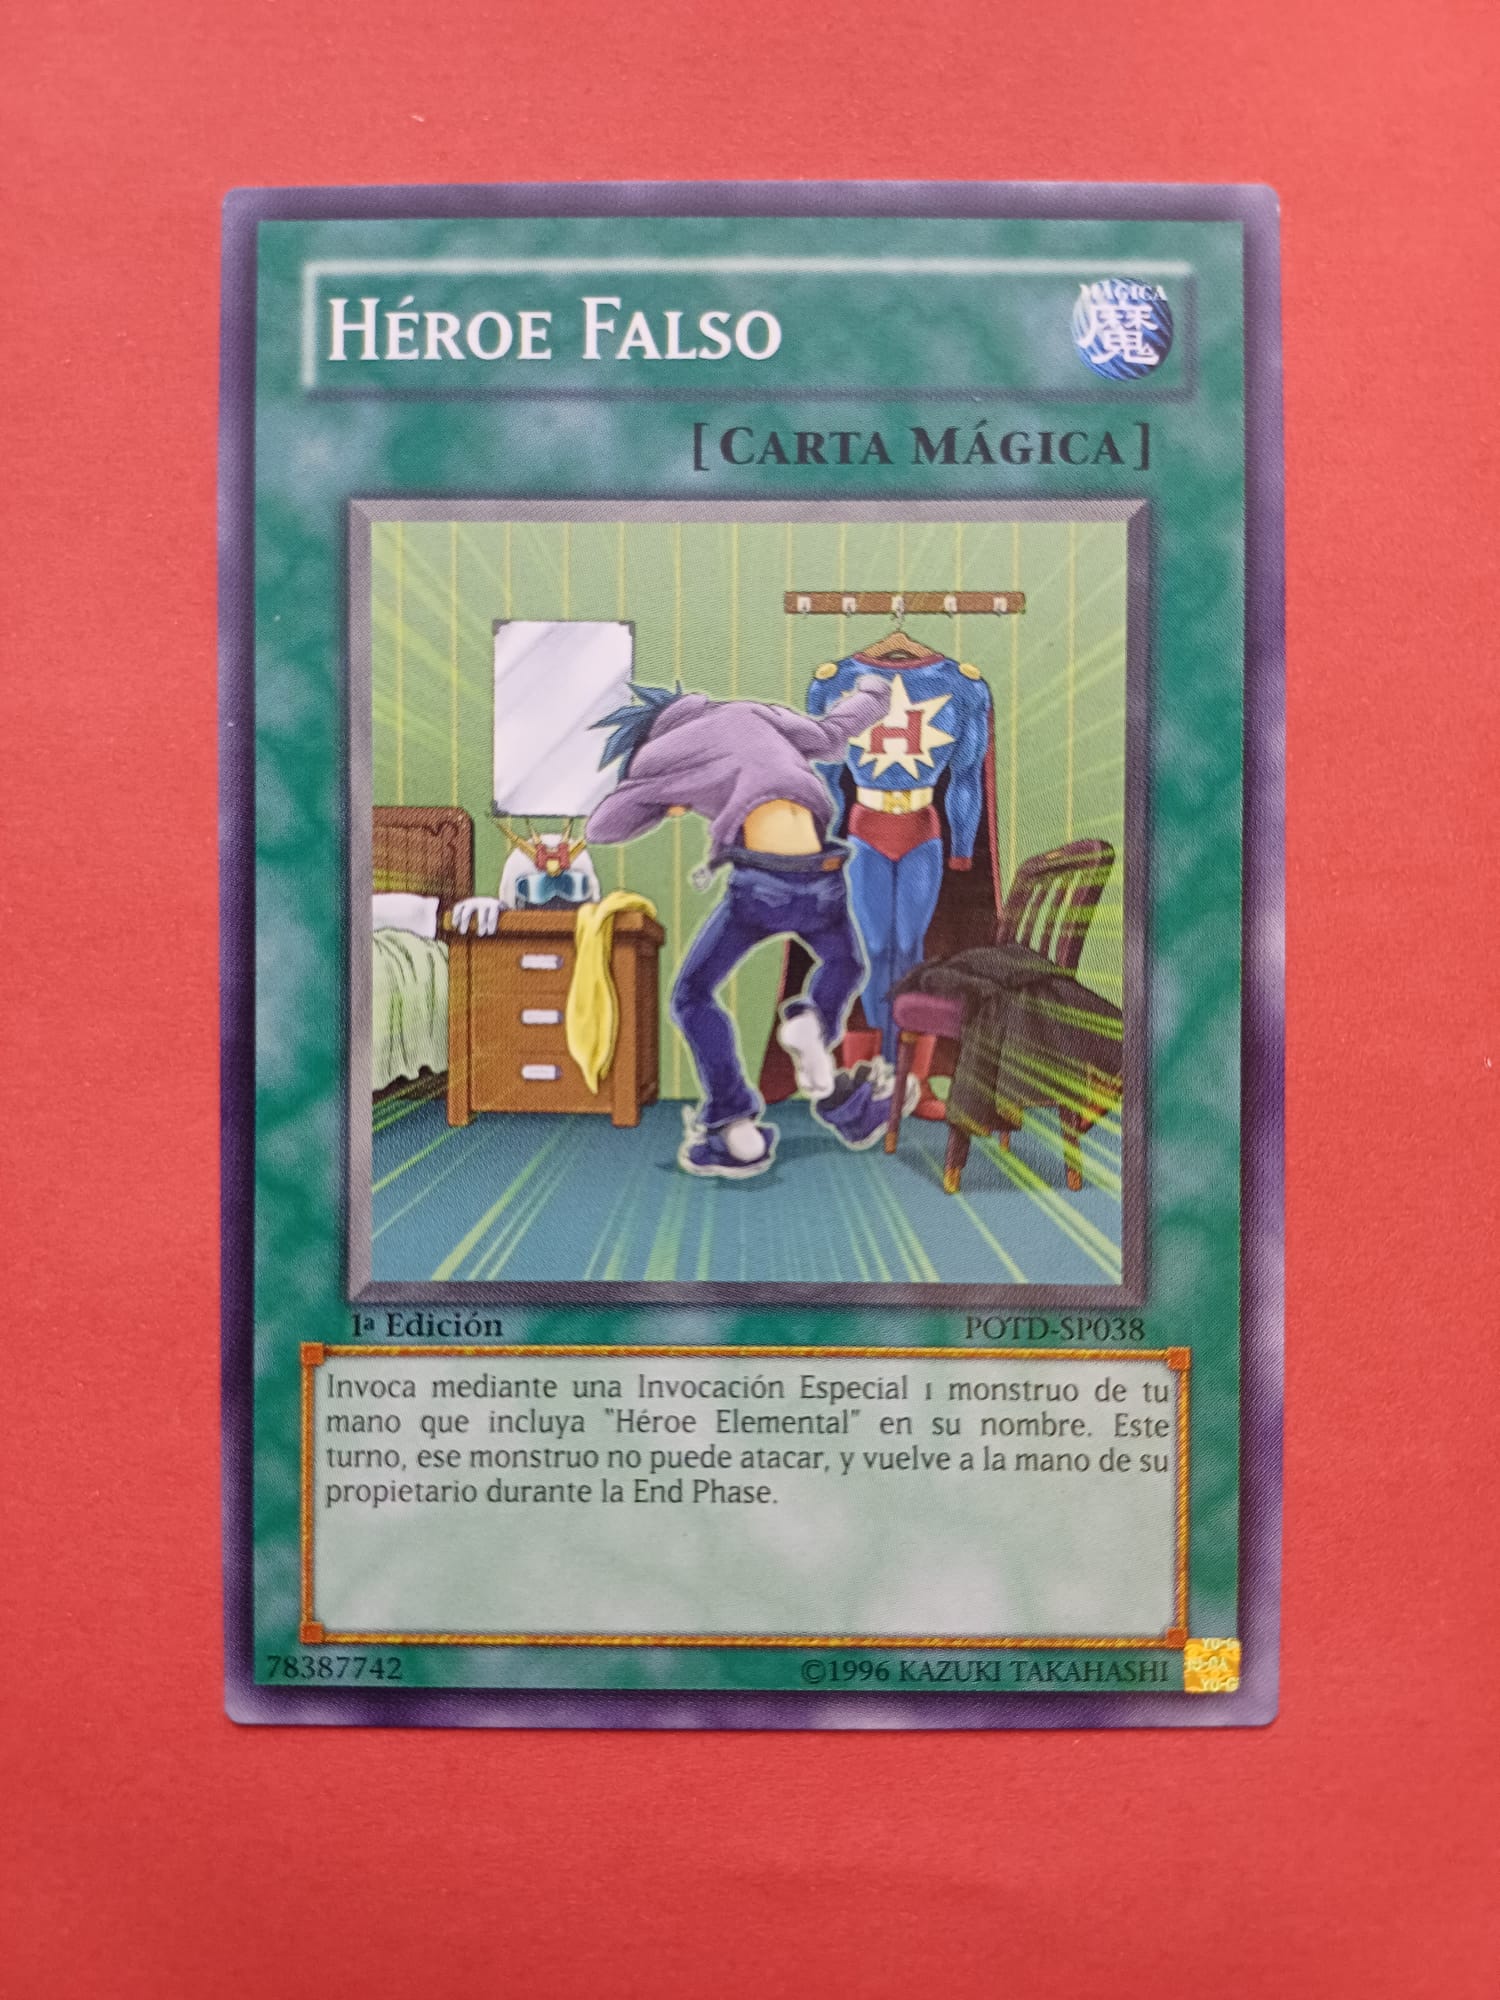 HÉROE FALSO
MÁGICA
魔
[CARTA MÁGICA]
H
H
1ª Edición
POTD-SP038
Invoca mediante una Invocación Especial 1 monstruo de tu
mano que incluya "Héroe Elemental" en su nombre. Este
turno, ese monstruo no puede atacar, y vuelve a la mano de su
propietario durante la End Phase.
78387742
©1996 KAZUKI TAKAHASHI